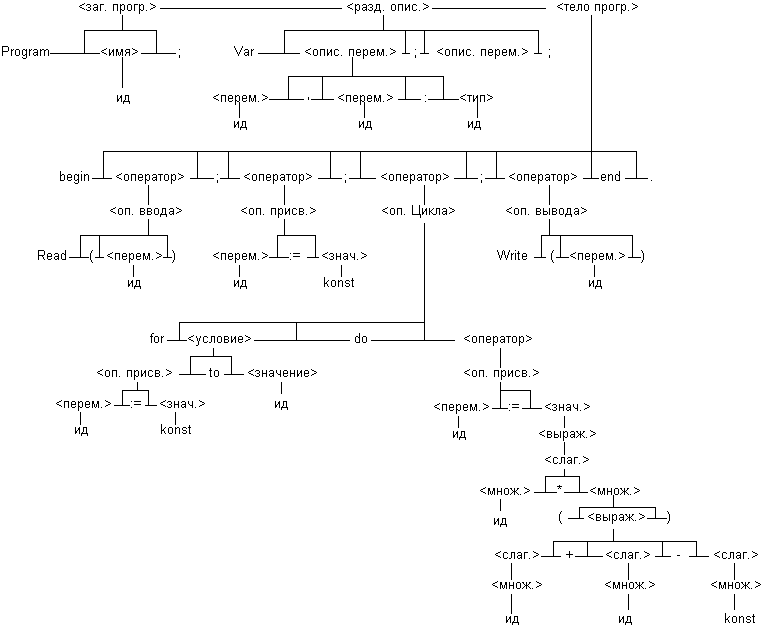 <заг. прогр.> <разд. опис.> <тело прогр.>
Program <имя> ; Var <опис. перем.> ; <опис. перем.> ;
ид <перем.> , <перем.> : <тип>
ид ид ид
begin <оператор> ; <оператор> ; <оператор> ; <оператор> end .
<оп. ввода> <оп. присв.> <оп. Цикла> <оп. вывода>
Read ( <перем.> ) <перем.> := <знач.> Write ( <перем.> )
ид ид konst ид
for <условие> do <оператор>
<оп. присв.> to <значение> <оп. присв.>
<перем.> := <знач.> ид <перем.> := <знач.>
ид konst ид <выраж.>
<слаг.>
<множ.> * <множ.>
ид ( <выраж.> )
<слаг.> + <слаг.> - <слаг.>
<множ.> <множ.> <множ.>
ид ид konst